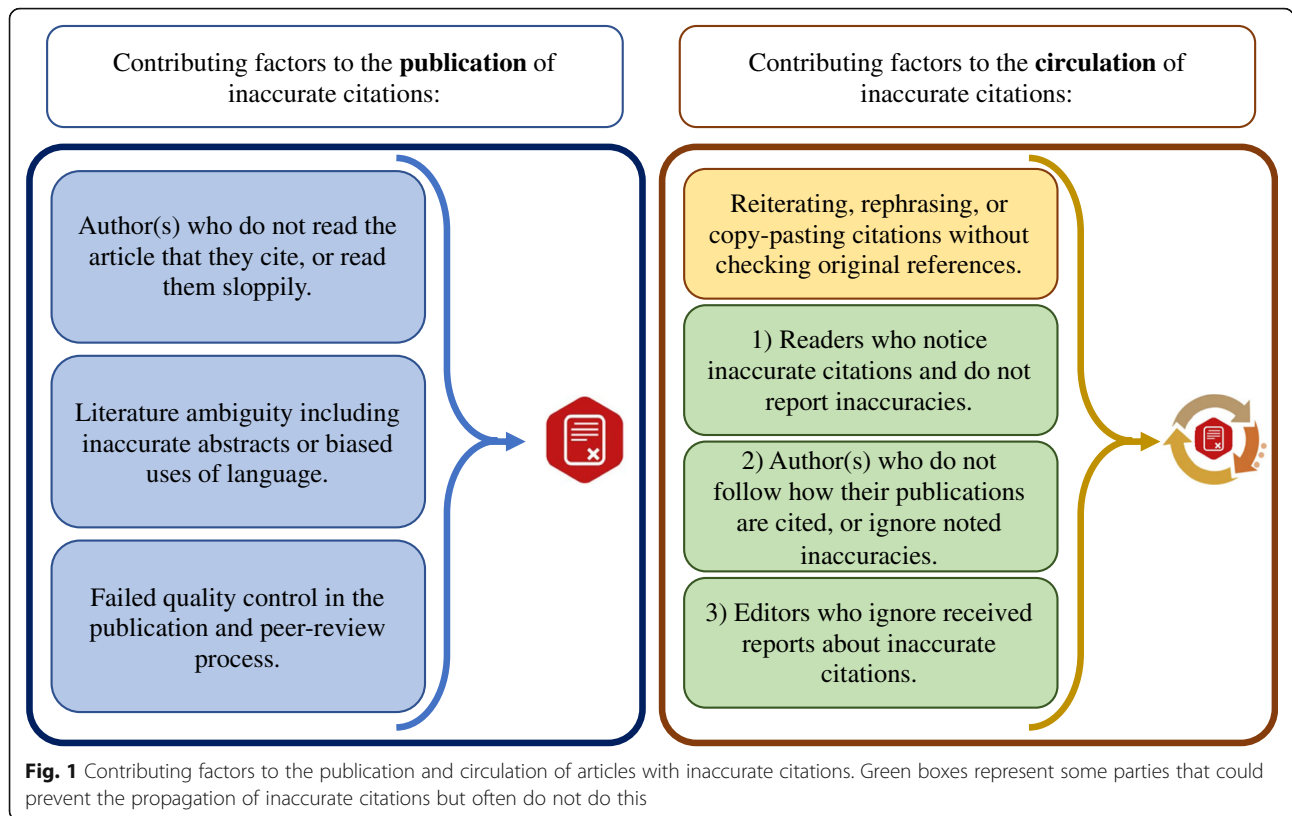 Contributing factors to the publication of
inaccurate citations:
Author(s) who do not read the
article that they cite, or read
them sloppily.
Literature ambiguity including
inaccurate abstracts or biased
uses of language.
Failed quality control in the
publication and peer-review
process.
Contributing factors to the circulation of
inaccurate citations:
Reiterating, rephrasing, or
copy-pasting citations without
checking original references.
1) Readers who notice
inaccurate citations and do not
report inaccuracies.
2) Author(s) who do not
follow how their publications
are cited, or ignore noted
inaccuracies.
3) Editors who ignore received
reports about inaccurate
citations.
Fig. 1 Contributing factors to the publication and circulation of articles with inaccurate citations. Green boxes represent some parties that could
prevent the propagation of inaccurate citations but often do not do this